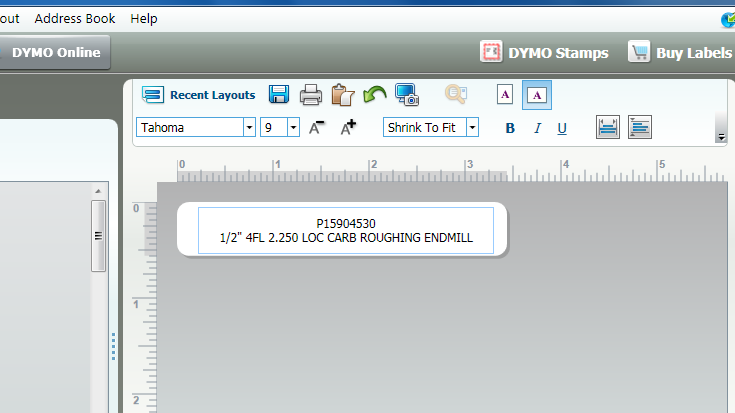 out Address Book Help
DYMO Online
DYMO Stamps Buy Labels
Recent Layouts A A
Tahoma 9 A A Shrink To Fit B I U
0 1 2 3 4 5
0
P15904530
1/2" 4FL 2.250 LOC CARB ROUGHING ENDMILL
1
2